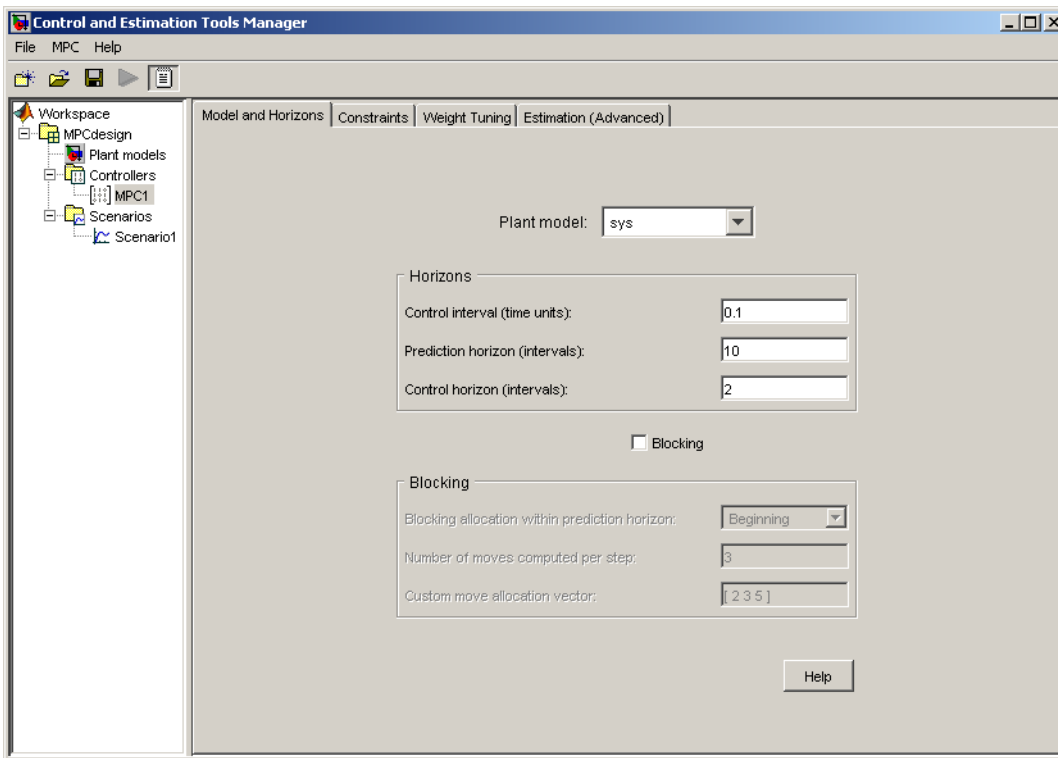 Control and Estimation Tools Manager
File MPC Help
Workspace
MPCdesign
Plant models
Controllers
MPC1
Scenarios
Scenario1
Model and Horizons Constraints Weight Tuning Estimation (Advanced)
Plant model: sys
Horizons
Control interval (time units): 0.1
Prediction horizon (intervals): 10
Control horizon (intervals): 2
Blocking
Blocking
Blocking allocation within prediction horizon: Beginning
Number of moves computed per step: 3
Custom move allocation vector: [ 2 3 5 ]
Help